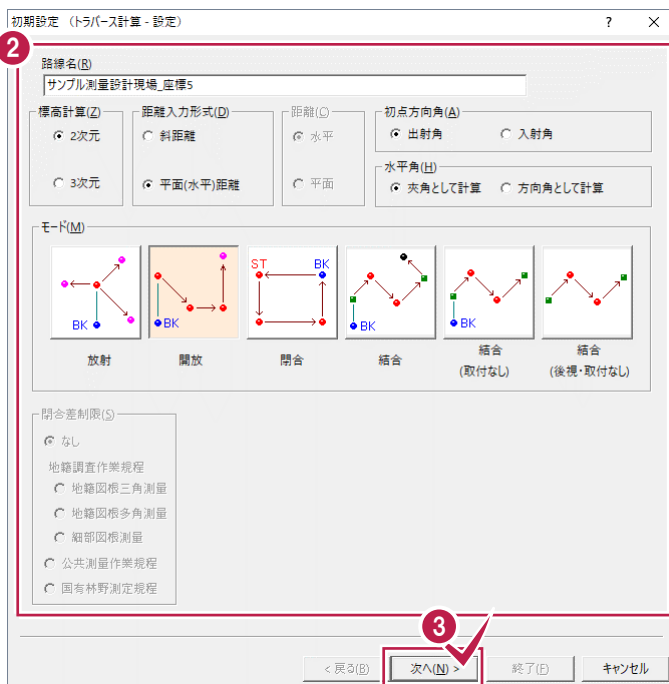 初期設定 （トラバース計算 - 設定） ? ×
2
路線名(R)
サンプル測量設計現場_座標5
標高計算(Z) 距離入力形式(D) 距離(C) 初点方向角(A)
2次元 斜距離 水平 出射角 入射角
水平角(H)
3次元 平面(水平)距離 平面 夾角として計算 方向角として計算
モード(M)
ST BK
BK BK BK BK
放射 開放 閉合 結合 結合 結合
(取付なし) (後視・取付なし)
閉合差制限(S)
なし
地籍調査作業規程
地籍図根三角測量
地籍図根多角測量
細部図根測量
公共測量作業規程
国有林野測定規程
3
< 戻る(B) 次へ(N) > 終了(F) キャンセル